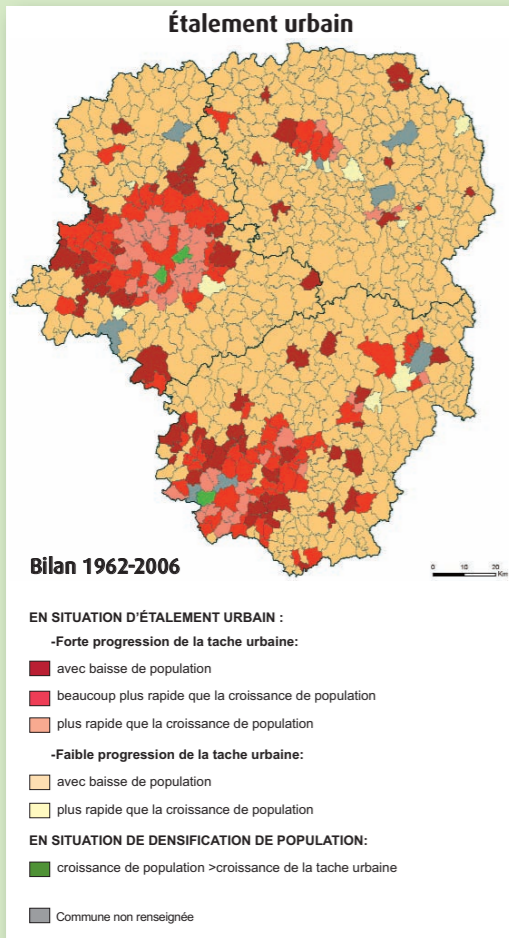 Étalement urbain
Bilan 1962-2006
0 10 20
Km
EN SITUATION D'ÉTALEMENT URBAIN :
-Forte progression de la tache urbaine:
avec baisse de population
beaucoup plus rapide que la croissance de population
plus rapide que la croissance de population
-Faible progression de la tache urbaine:
avec baisse de population
plus rapide que la croissance de population
EN SITUATION DE DENSIFICATION DE POPULATION:
croissance de population >croissance de la tache urbaine
Commune non renseignée